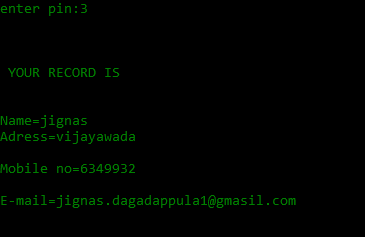 enter pin:3
YOUR RECORD IS
Name=jignas
Adress=vijayawada
Mobile no=6349932
E-mail=jignas.dagadappula1@gmasil.com